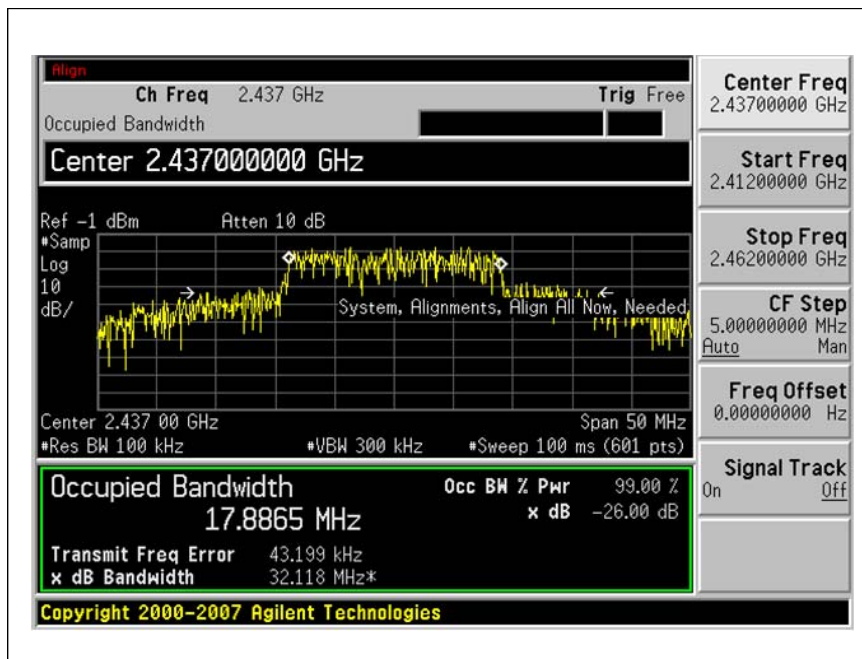 Align
Ch Freq 2.437 GHz Trig Free
Occupied Bandwidth
Center 2.437000000 GHz
Ref -1 dBm Atten 10 dB
#Samp
Log
10
dB/
System, Alignments, Align All Now, Needed
Center 2.437 00 GHz Span 50 MHz
#Res BW 100 kHz #VBW 300 kHz #Sweep 100 ms (601 pts)
Occupied Bandwidth Occ BW % Pwr 99.00 %
17.8865 MHz x dB -26.00 dB
Transmit Freq Error 43.199 kHz
x dB Bandwidth 32.118 MHz*
Copyright 2000-2007 Agilent Technologies
Center Freq
2.43700000 GHz
Start Freq
2.41200000 GHz
Stop Freq
2.46200000 GHz
CF Step
5.00000000 MHz
Auto Man
Freq Offset
0.00000000 Hz
Signal Track
On Off